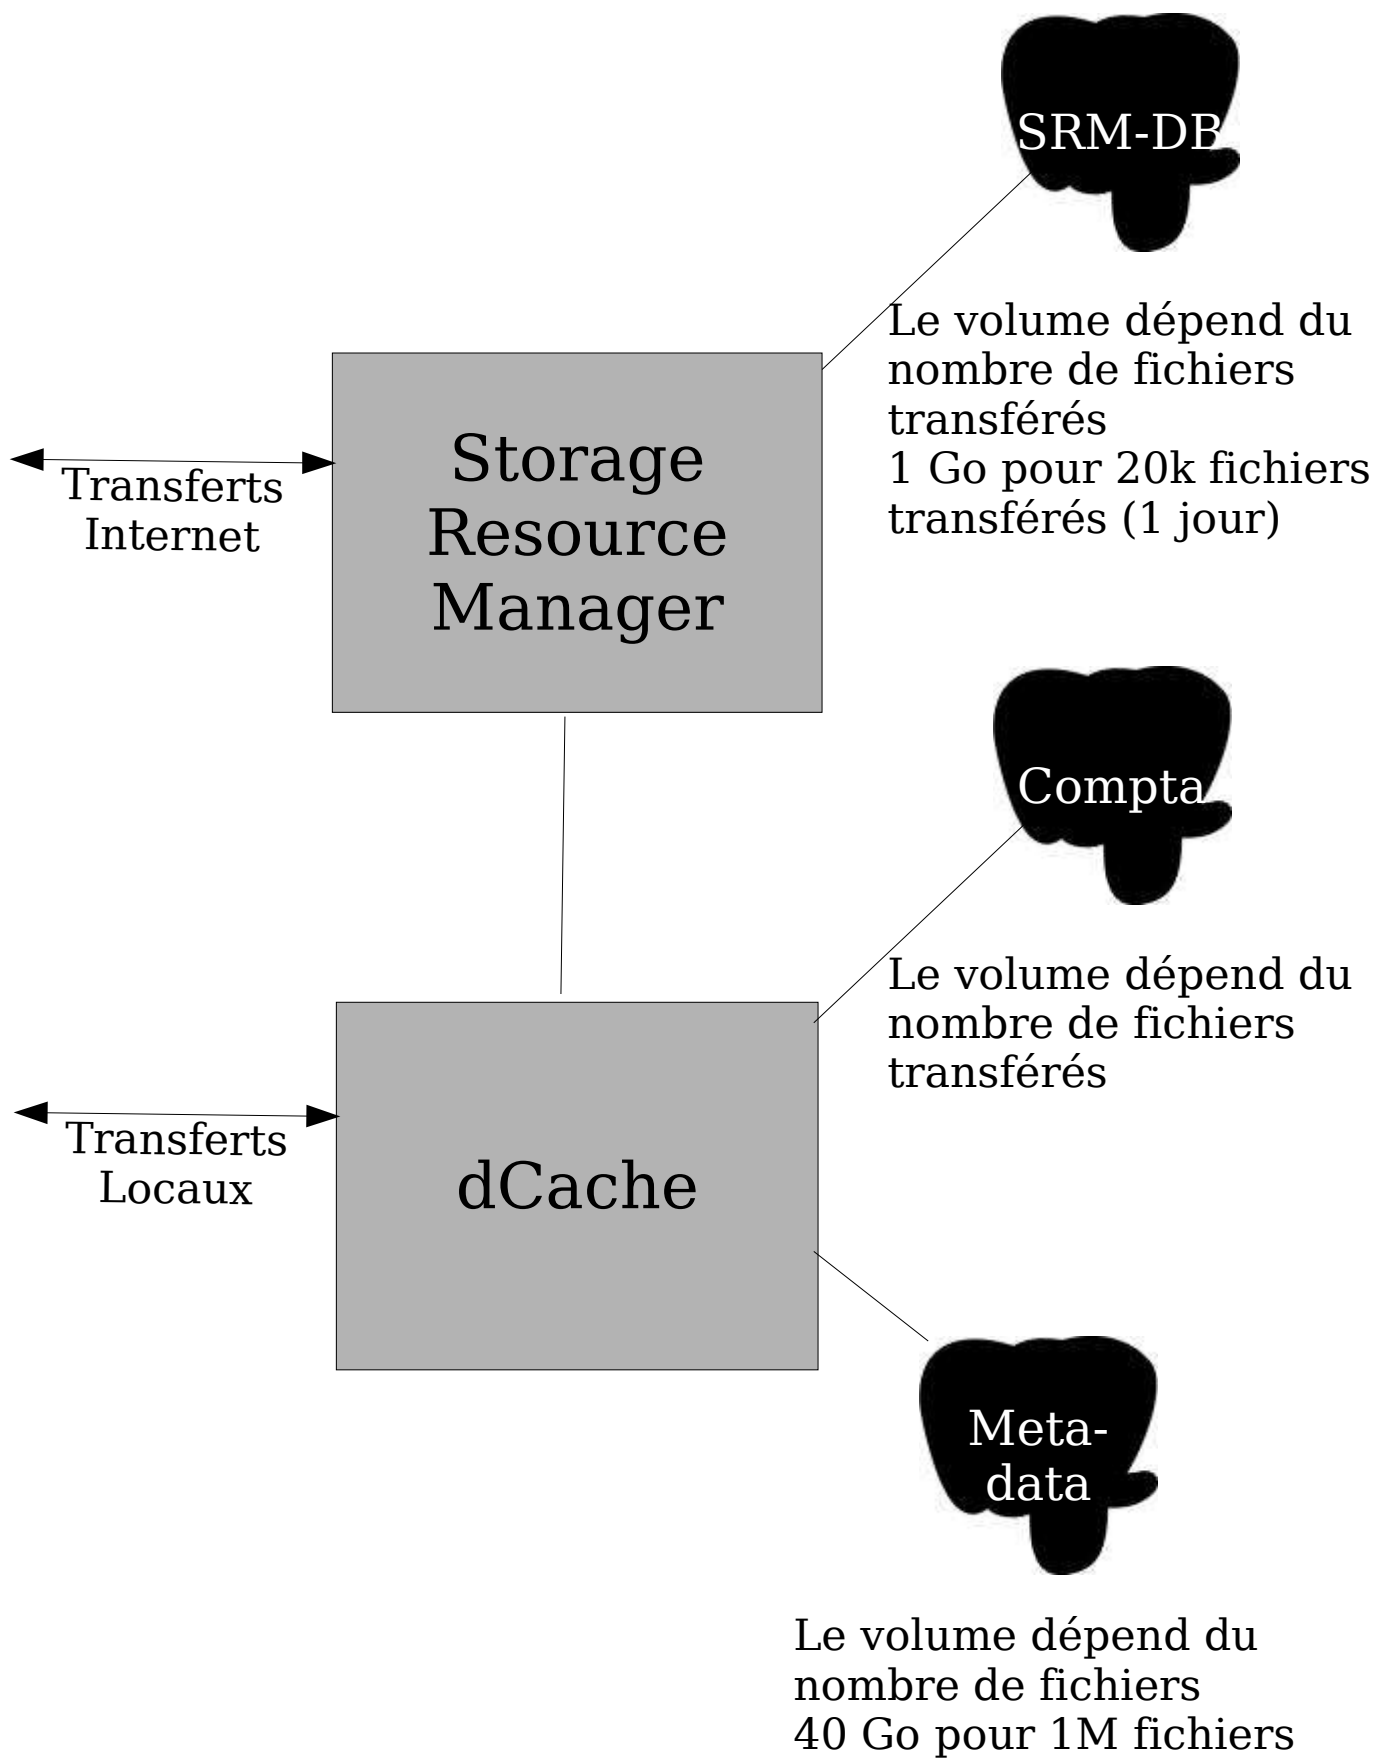 SRM-DB
Le volume dépend du
nombre de fichiers
transférés
1 Go pour 20k fichiers
transférés (1 jour)
Storage
Resource
Manager
Transferts
Internet
Compta
Le volume dépend du
nombre de fichiers
transférés
Transferts
Locaux
dCache
Meta-
data
Le volume dépend du
nombre de fichiers
40 Go pour 1M fichiers